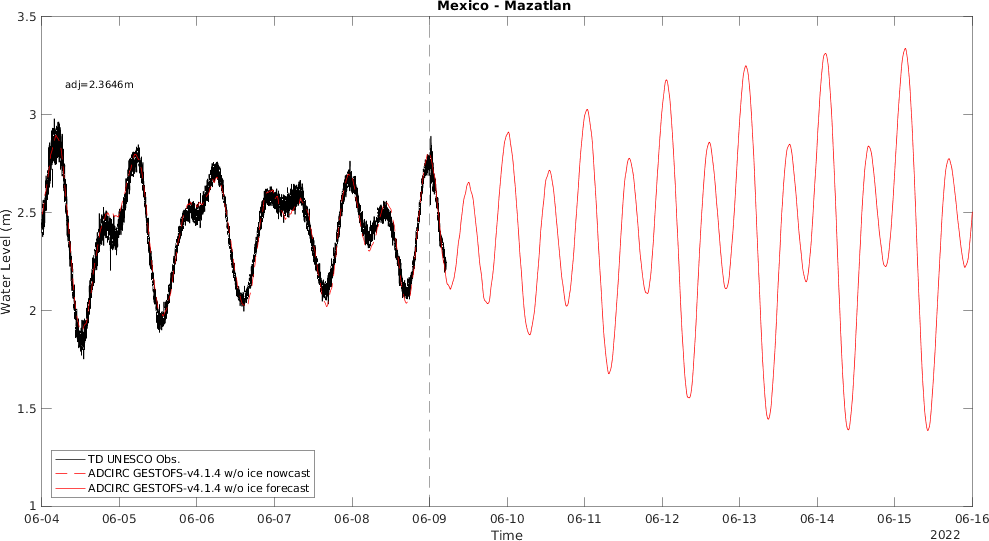 Mexico - Mazatlan
3.5
adj=2.3646m
3
2.5
Water Level (m)
2
1.5
TD UNESCO Obs.
ADCIRC GESTOFS-v4.1.4 w/o ice nowcast
ADCIRC GESTOFS-v4.1.4 w/o ice forecast
1
06-04 06-05 06-06 06-07 06-08 06-09 06-10 06-11 06-12 06-13 06-14 06-15 06-16
Time
2022